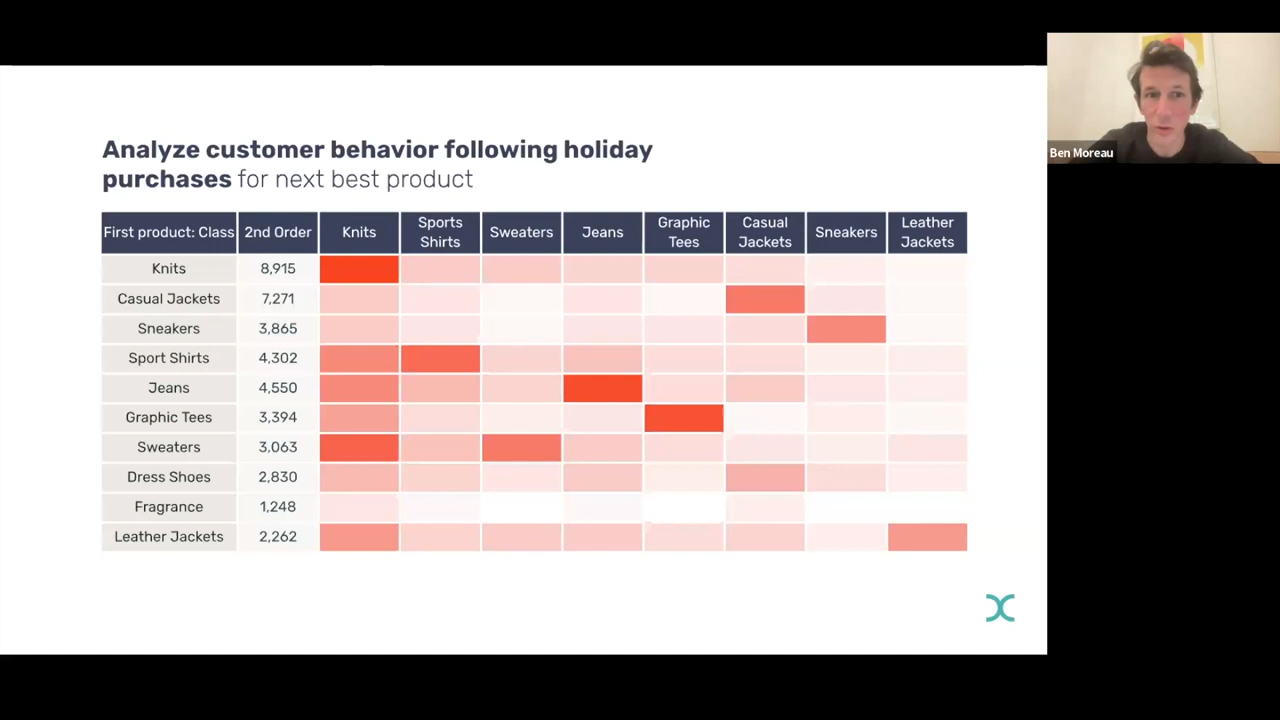 Analyze customer behavior following holiday
purchases for next best product
First product: Class 2nd Order Knits Sports Shirts Sweaters Jeans Graphic Tees Casual Jackets Sneakers Leather Jackets
Knits 8,915
Casual Jackets 7,271
Sneakers 3,865
Sport Shirts 4,302
Jeans 4,550
Graphic Tees 3,394
Sweaters 3,063
Dress Shoes 2,830
Fragrance 1,248
Leather Jackets 2,262
Ben Moreau